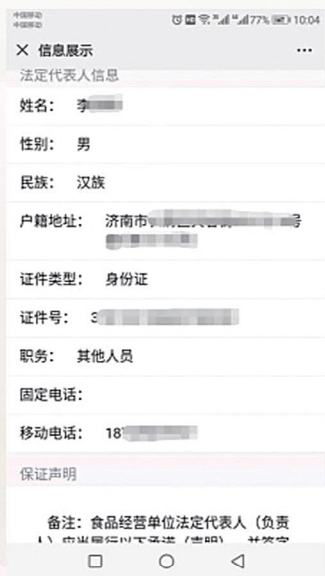 中国移动
中国移动
77% 10:04
信息展示
法定代表人信息
姓名： 李
性别： 男
民族： 汉族
户籍地址： 济南市 号
证件类型： 身份证
证件号： 3
职务： 其他人员
固定电话：
移动电话： 18
保证声明
备注：食品经营单位法定代表人（负责
人）应当履行以下承诺（声明），并签字